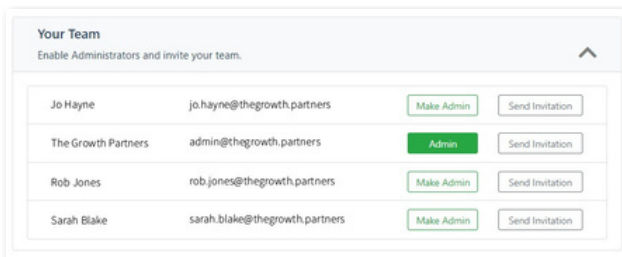 Your Team
Enable Administrators and invite your team.
Jo Hayne jo.hayne@thegrowth.partners Make Admin Send Invitation
The Growth Partners admin@thegrowth.partners Admin Send Invitation
Rob Jones rob.jones@thegrowth.partners Make Admin Send Invitation
Sarah Blake sarah.blake@thegrowth.partners Make Admin Send Invitation